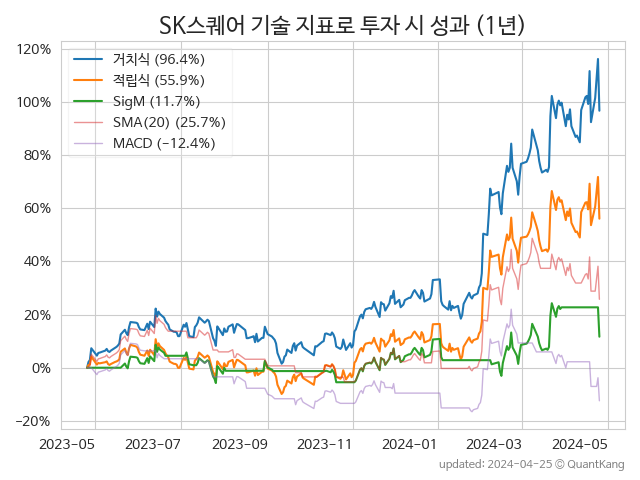 SK스퀘어 기술 지표로 투자 시 성과 (1년)
거치식 (96.4%)
적립식 (55.9%)
SigM (11.7%)
SMA(20) (25.7%)
MACD (−12.4%)
120%
100%
80%
60%
40%
20%
0%
−20%
2023-05 2023-07 2023-09 2023-11 2024-01 2024-03 2024-05
updated: 2024-04-25 © QuantKang